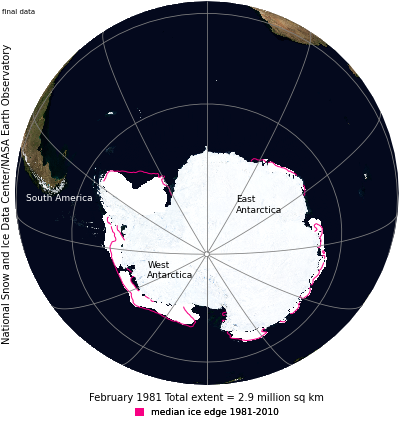 final data
National Snow and Ice Data Center/NASA Earth Observatory
South America
East
Antarctica
West
Antarctica
February 1981 Total extent = 2.9 million sq km
median ice edge 1981-2010